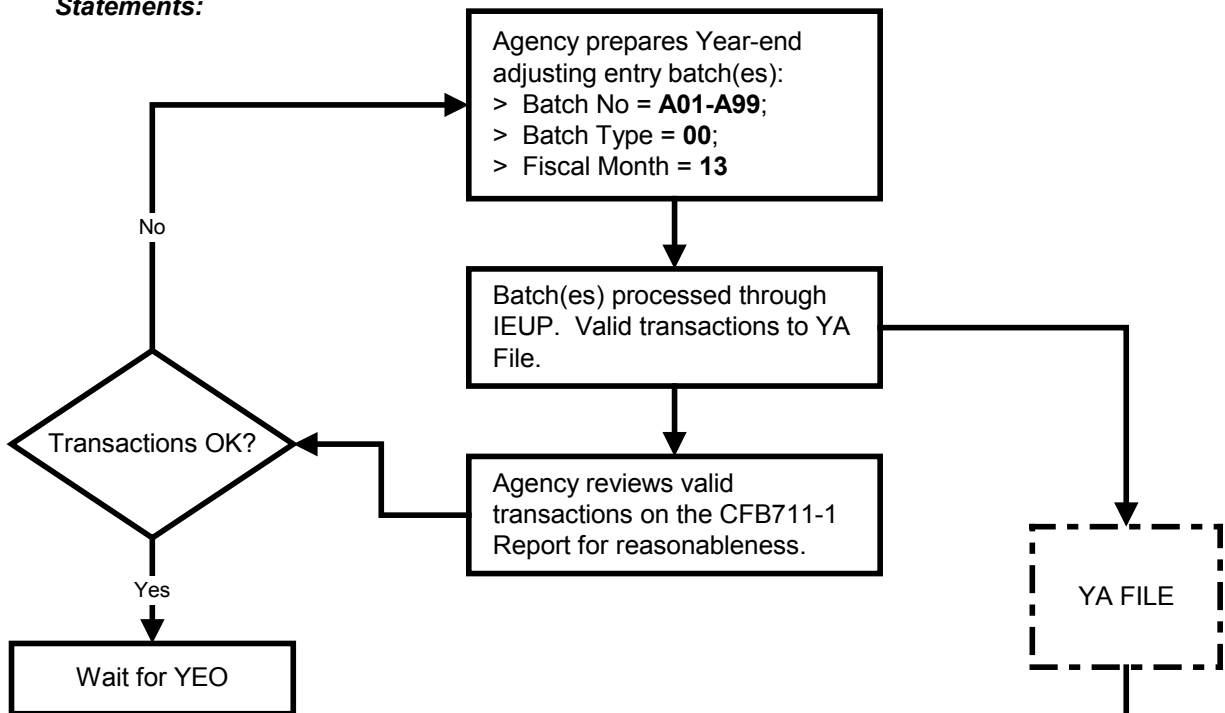 Statements:
Agency prepares Year-end
adjusting entry batch(es):
> Batch No = A01-A99;
> Batch Type = 00;
> Fiscal Month = 13
No
Batch(es) processed through
IEUP. Valid transactions to YA
File.
Transactions OK?
Agency reviews valid
transactions on the CFB711-1
Report for reasonableness.
Yes
YA FILE
Wait for YEO